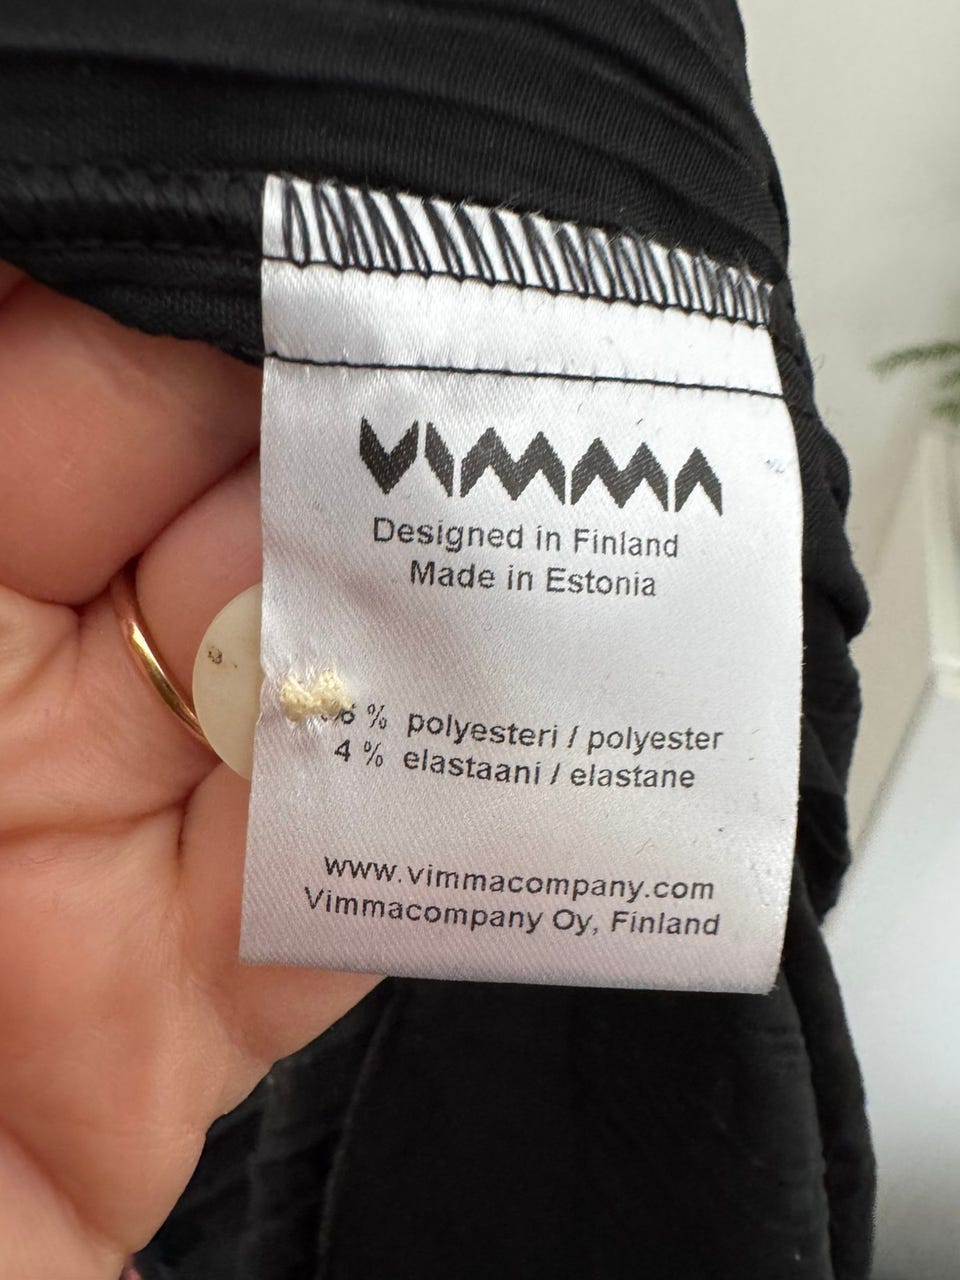 VIMMA
Designed in Finland
Made in Estonia
% polyesteri / polyester
4 % elastaani / elastane
www.vimmacompany.com
Vimmacompany Oy, Finland